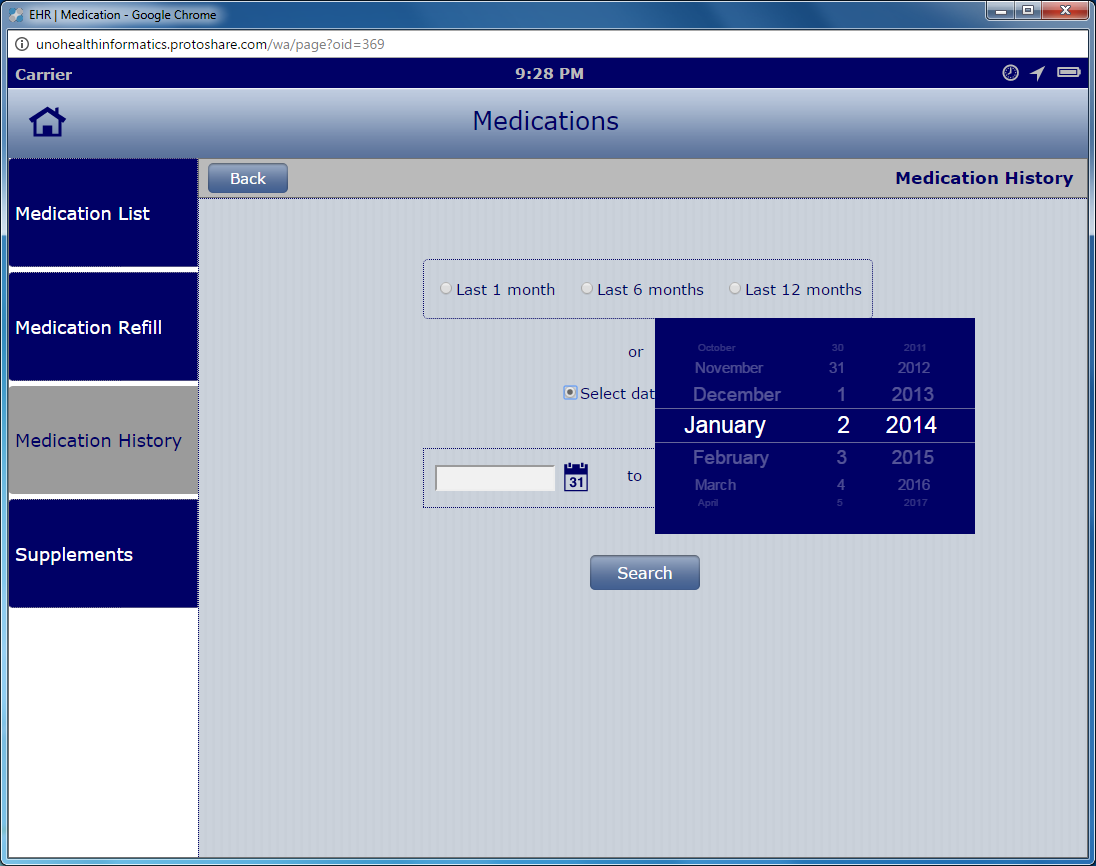 EHR | Medication - Google Chrome
unohealthinformatics.protoshare.com/wa/page?oid=369
Carrier 9:28 PM
Medications
Back Medication History
Medication List
Medication Refill
Medication History
Supplements
Last 1 month Last 6 months Last 12 months
or
Select dat
31 to
October 30 2011
November 31 2012
December 1 2013
January 2 2014
February 3 2015
March 4 2016
April 5 2017
Search